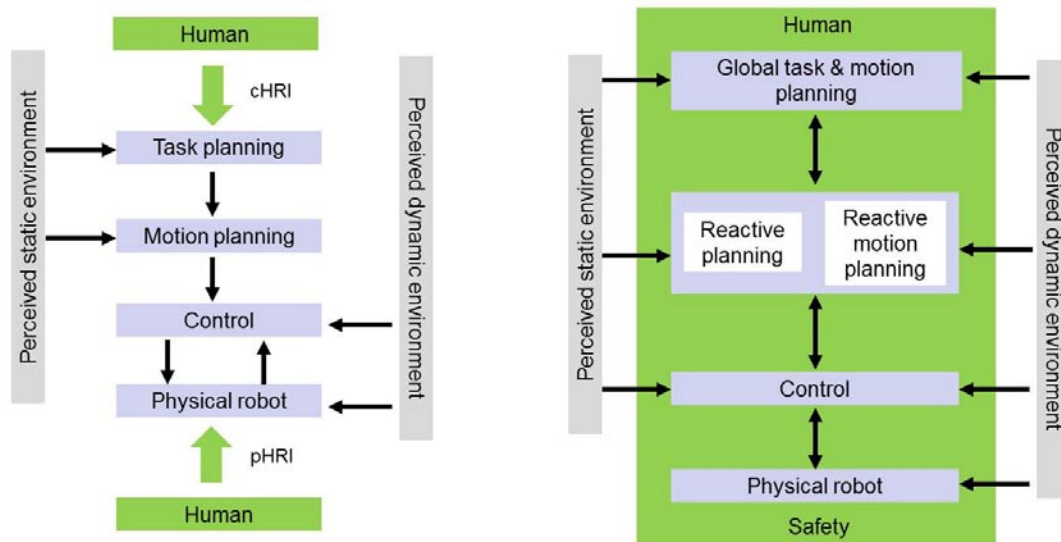 Human
cHRI
Perceived static environment
Perceived dynamic environment
Task planning
Motion planning
Control
Physical robot
pHRI
Human
Human
Global task & motion
planning
Perceived static environment
Perceived dynamic environment
Reactive
planning
Reactive
motion
planning
Control
Physical robot
Safety